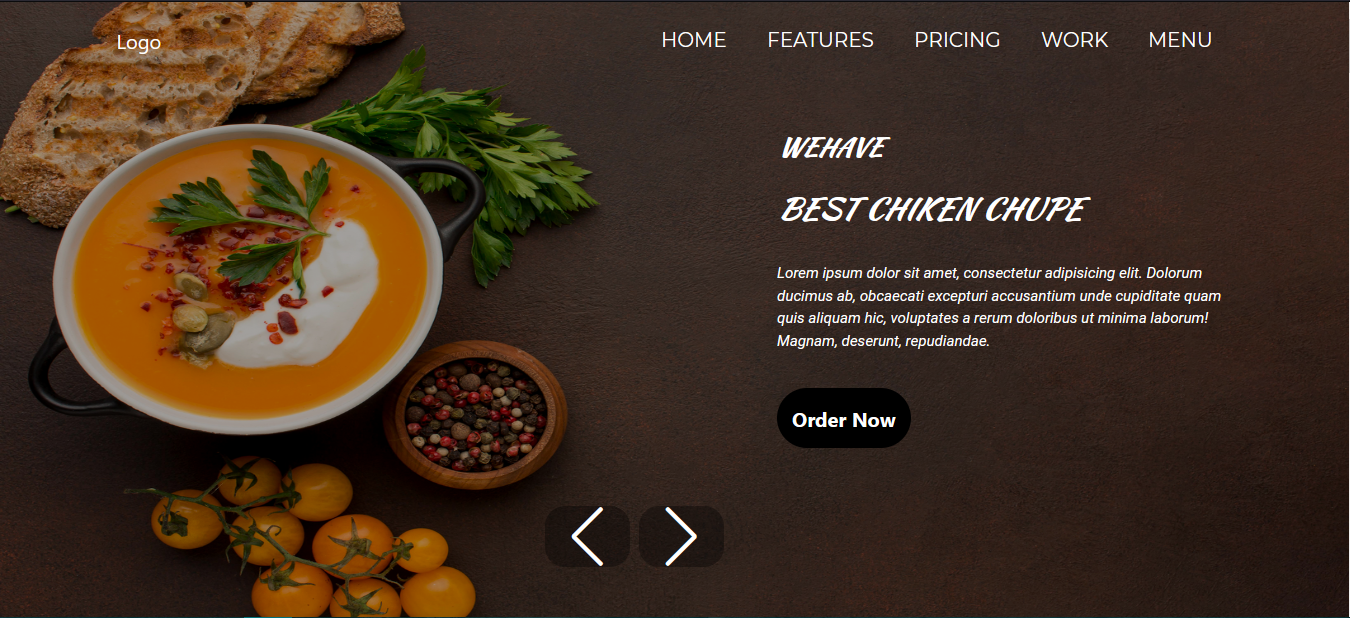 Logo
HOME FEATURES PRICING WORK MENU
WEHAVE
BEST CHIKEN CHUPE
Lorem ipsum dolor sit amet, consectetur adipisicing elit. Dolorum
ducimus ab, obcaecati excepturi accusantium unde cupiditate quam
quis aliquam hic, voluptates a rerum doloribus ut minima laborum!
Magnam, deserunt, repudiandae.
Order Now